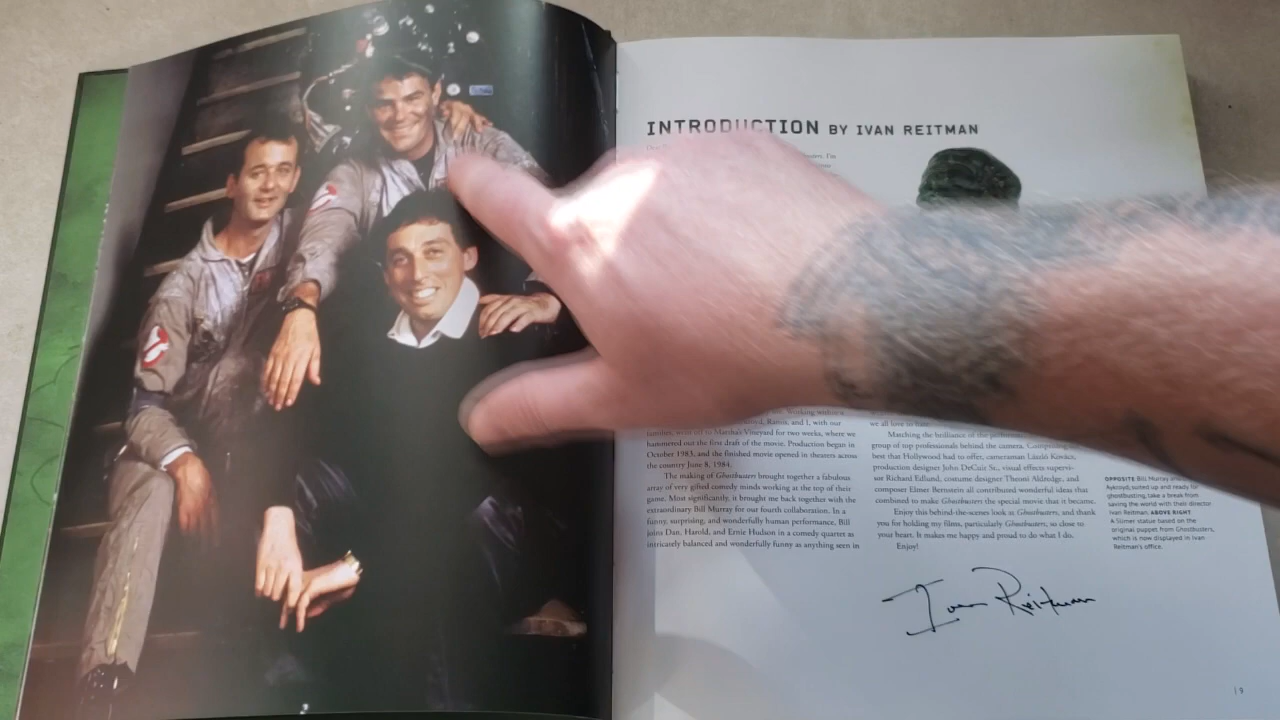 INTRODUCTION BY IVAN REITMAN
to Martha's Vineyard for two weeks, where we
hammered out the first draft of the movie. Production began in
October 1983, and the finished movie opened in theaters across
the country June 8, 1984.
The making of Ghostbusters brought together a fabulous
array of very gifted comedy minds working at the top of their
game. Most significantly, it brought me back together with the
extraordinary Bill Murray for our fourth collaboration. In a
funny, surprising, and wonderfully human performance, Bill
joins Dan, Harold, and Ernie Hudson in a comedy quartet as
intricately balanced and wonderfully funny as anything seen in
we all love so
Matching the brilliance of the
group of top professionals behind the camera.
best that Hollywood had to offer, cameraman László Kovács,
production designer John DeCuir Sr., visual effects supervi-
sor Richard Edlund, costume designer Theoni Aldredge, and
composer Elmer Bernstein all contributed wonderful ideas that
combined to make Ghostbusters the special movie that it became.
Enjoy this behind-the-scenes look at Ghostbusters, and thank
you for holding my films, particularly Ghostbusters, so close to
your heart. It makes me happy and proud to do what I do.
Enjoy!
Ivan Reitman
OPPOSITE Bill Murray
Aykroyd, suited up and ready for
ghostbusting, take a break from
saving the world with their director
Ivan Reitman. ABOVE RIGHT
A Slimer statue based on the
original puppet from Ghostbusters,
which is now displayed in Ivan
Reitman's office.
| 9